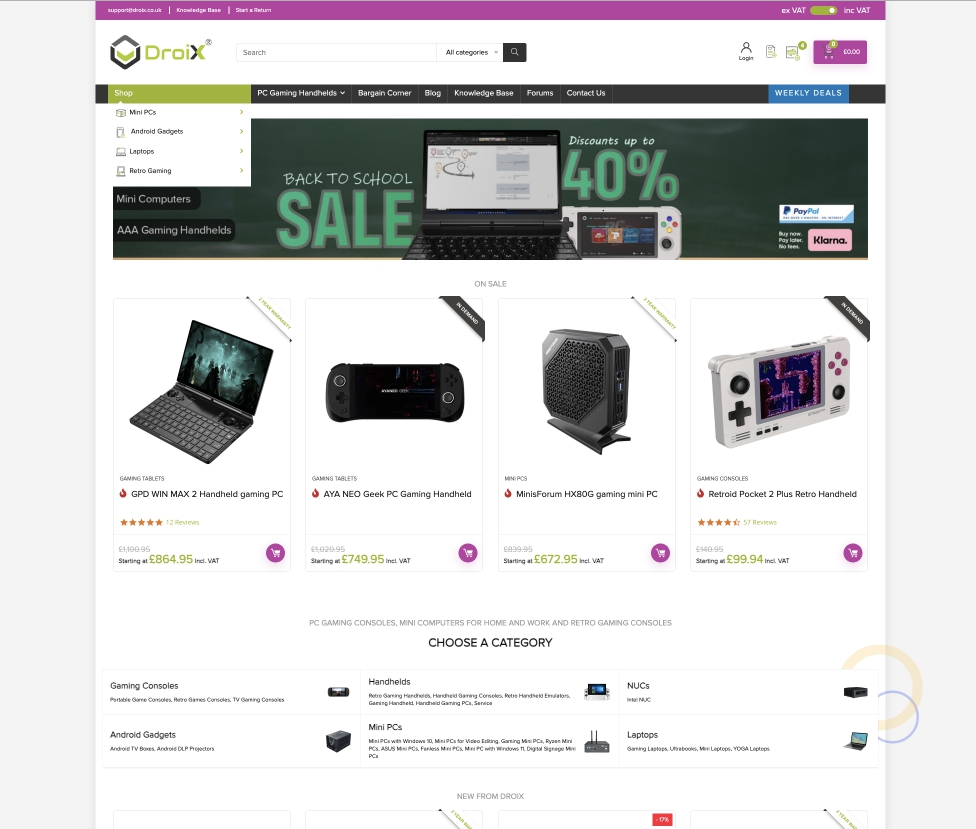 support@droix.co.uk | Knowledge Base | Start a Return
ex VAT inc VAT
DroiX®
Search
All categories
Login
4
0
£0.00
Shop
PC Gaming Handhelds
Bargain Corner
Blog
Knowledge Base
Forums
Contact Us
WEEKLY DEALS
Mini PCs
Android Gadgets
Laptops
Retro Gaming
Mini Computers
AAA Gaming Handhelds
BACK TO SCHOOL
SALE
Discounts up to
40%
PayPal
Buy now.
Pay later.
No fees.
Klarna.
ON SALE
2 YEAR WARRANTY
GAMING TABLETS
GPD WIN MAX 2 Handheld gaming PC
12 Reviews
£1,100.95
Starting at £864.95 Incl. VAT
IN DEMAND
AYANEO GEEK
GAMING TABLETS
AYA NEO Geek PC Gaming Handheld
£1,020.95
Starting at £749.95 Incl. VAT
2 YEAR WARRANTY
MINI PCS
MinisForum HX80G gaming mini PC
£839.95
Starting at £672.95 Incl. VAT
IN DEMAND
GAMING CONSOLES
Retroid Pocket 2 Plus Retro Handheld
57 Reviews
£140.95
Starting at £99.94 Incl. VAT
PC GAMING CONSOLES, MINI COMPUTERS FOR HOME AND WORK AND RETRO GAMING CONSOLES
CHOOSE A CATEGORY
Gaming Consoles
Portable Game Consoles, Retro Games Consoles, TV Gaming Consoles
Handhelds
Retro Gaming Handhelds, Handheld Gaming Consoles, Retro Handheld Emulators,
Gaming Handheld, Handheld Gaming PCs, Service
NUCs
Intel NUC
Android Gadgets
Android TV Boxes, Android DLP Projectors
Mini PCs
Mini PCs with Windows 10, Mini PCs for Video Editing, Gaming Mini PCs, Ryzen Mini
PCs, ASUS Mini PCs, Fanless Mini PCs, Mini PC with Windows 11, Digital Signage Mini
PCs
Laptops
Gaming Laptops, Ultrabooks, Mini Laptops, YOGA Laptops
NEW FROM DROIX
-17%